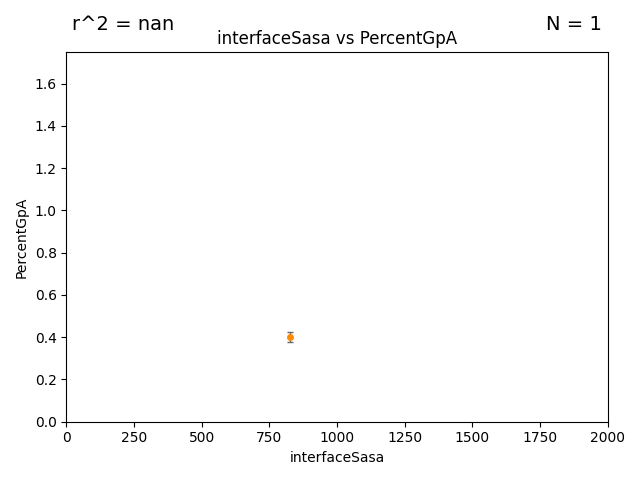 r^2 = nan
N = 1
interfaceSasa vs PercentGpA
1.6
1.4
1.2
1.0
0.8
0.6
0.4
0.2
0.0
PercentGpA
0 250 500 750 1000 1250 1500 1750 2000
interfaceSasa